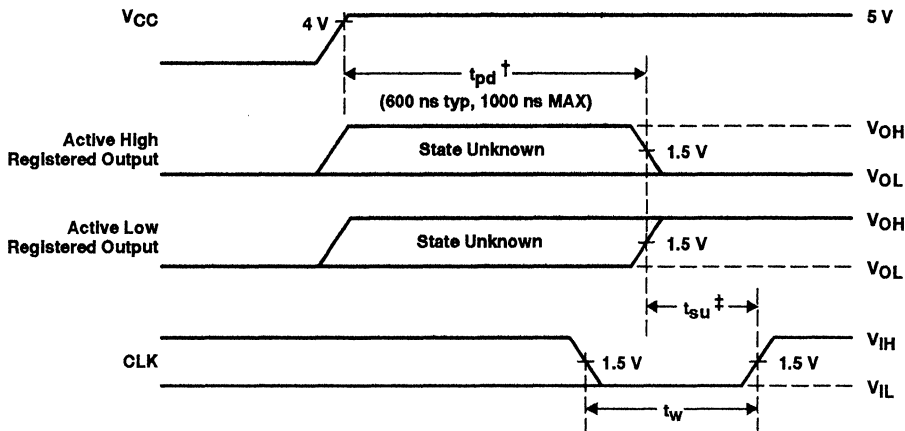 VCC
4 V
5 V
tpd †
(600 ns typ, 1000 ns MAX)
Active High
Registered Output
State Unknown
1.5 V
VOH
VOL
Active Low
Registered Output
State Unknown
1.5 V
VOH
VOL
tsu ‡
CLK
1.5 V
1.5 V
VIH
VIL
tw